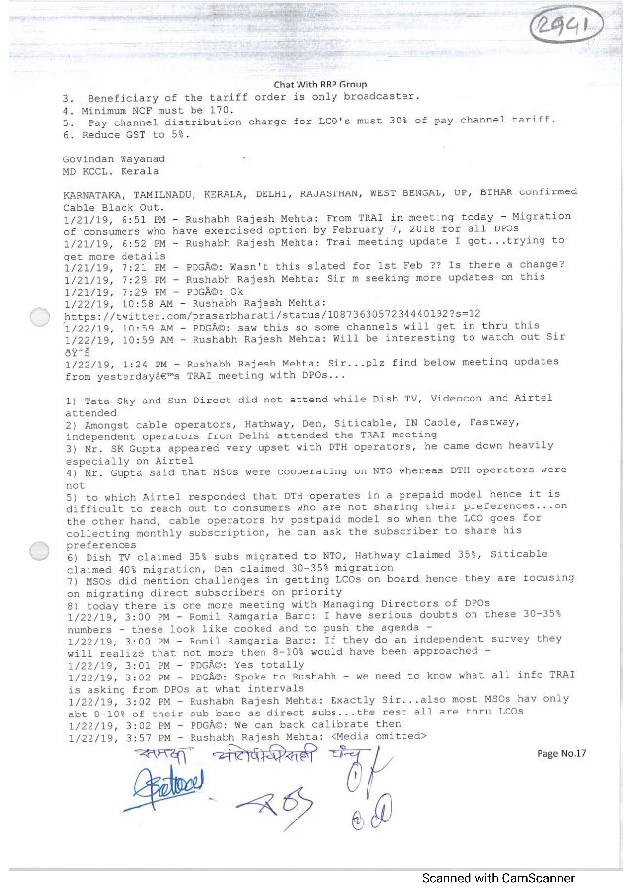 2941
Chat With RRP Group
3. Beneficiary of the tariff order is only broadcaster.
4. Minimum NCF must be 170.
5. Pay channel distribution charge for LCO's must 30% of pay channel tariff.
6. Reduce GST to 5%.
Govindan Wayanad
MD KCCL. Kerala
KARNATAKA, TAMILNADU, KERALA, DELHI, RAJASTHAN, WEST BENGAL, UP, BIHAR confirmed
Cable Black Out.
1/21/19, 6:51 PM - Rushabh Rajesh Mehta: From TRAI in meeting today - Migration
of consumers who have exercised option by February 7, 2018 for all DPOs
1/21/19, 6:52 PM - Rushabh Rajesh Mehta: Trai meeting update I got...trying to
get more details
1/21/19, 7:21 PM - PDGÃ©: Wasn't this slated for 1st Feb ?? Is there a change?
1/21/19, 7:29 PM - Rushabh Rajesh Mehta: Sir m seeking more updates on this
1/21/19, 7:29 PM - PDGÃ©: Ok
1/22/19, 10:58 AM - Rushabh Rajesh Mehta:
https://twitter.com/prasarbharati/status/1087363057234440192?s=12
1/22/19, 10:59 AM - PDGÃ©: saw this so some channels will get in thru this
1/22/19, 10:59 AM - Rushabh Rajesh Mehta: Will be interesting to watch out Sir
ðŸ˜Š
1/22/19, 1:24 PM - Rushabh Rajesh Mehta: Sir...plz find below meeting updates
from yesterdayâ€™s TRAI meeting with DPOs...
1) Tata Sky and Sun Direct did not attend while Dish TV, Videocon and Airtel
attended
2) Amongst cable operators, Hathway, Den, Siticable, IN Cable, Fastway,
independent operators from Delhi attended the TRAI meeting
3) Mr. SK Gupta appeared very upset with DTH operators, he came down heavily
especially on Airtel
4) Mr. Gupta said that MSOs were cooperating on NTO whereas DTH operators were
not
5) to which Airtel responded that DTH operates in a prepaid model hence it is
difficult to reach out to consumers who are not sharing their preferences...on
the other hand, cable operators hv postpaid model so when the LCO goes for
collecting monthly subscription, he can ask the subscriber to share his
preferences
6) Dish TV claimed 35% subs migrated to NTO, Hathway claimed 35%, Siticable
claimed 40% migration, Den claimed 30-35% migration
7) MSOs did mention challenges in getting LCOs on board hence they are focusing
on migrating direct subscribers on priority
8) today there is one more meeting with Managing Directors of DPOs
1/22/19, 3:00 PM - Romil Ramgaria Barc: I have serious doubts on these 30-35%
numbers - these look like cooked and to push the agenda -
1/22/19, 3:00 PM - Romil Ramgaria Barc: If they do an independent survey they
will realize that not more then 8-10% would have been approached -
1/22/19, 3:01 PM - PDGÃ©: Yes totally
1/22/19, 3:02 PM - PDGÃ©: Spoke to Rushabh - we need to know what all info TRAI
is asking from DPOs at what intervals
1/22/19, 3:02 PM - Rushabh Rajesh Mehta: Exactly Sir...also most MSOs hav only
abt 8-10% of their sub base as direct subs...the rest all are thru LCOs
1/22/19, 3:02 PM - PDGÃ©: We can back calibrate then
1/22/19, 3:57 PM - Rushabh Rajesh Mehta: <Media omitted>
समक्ष आरोपीची सही पंच
Page No.17
① 
②
Scanned with CamScanner